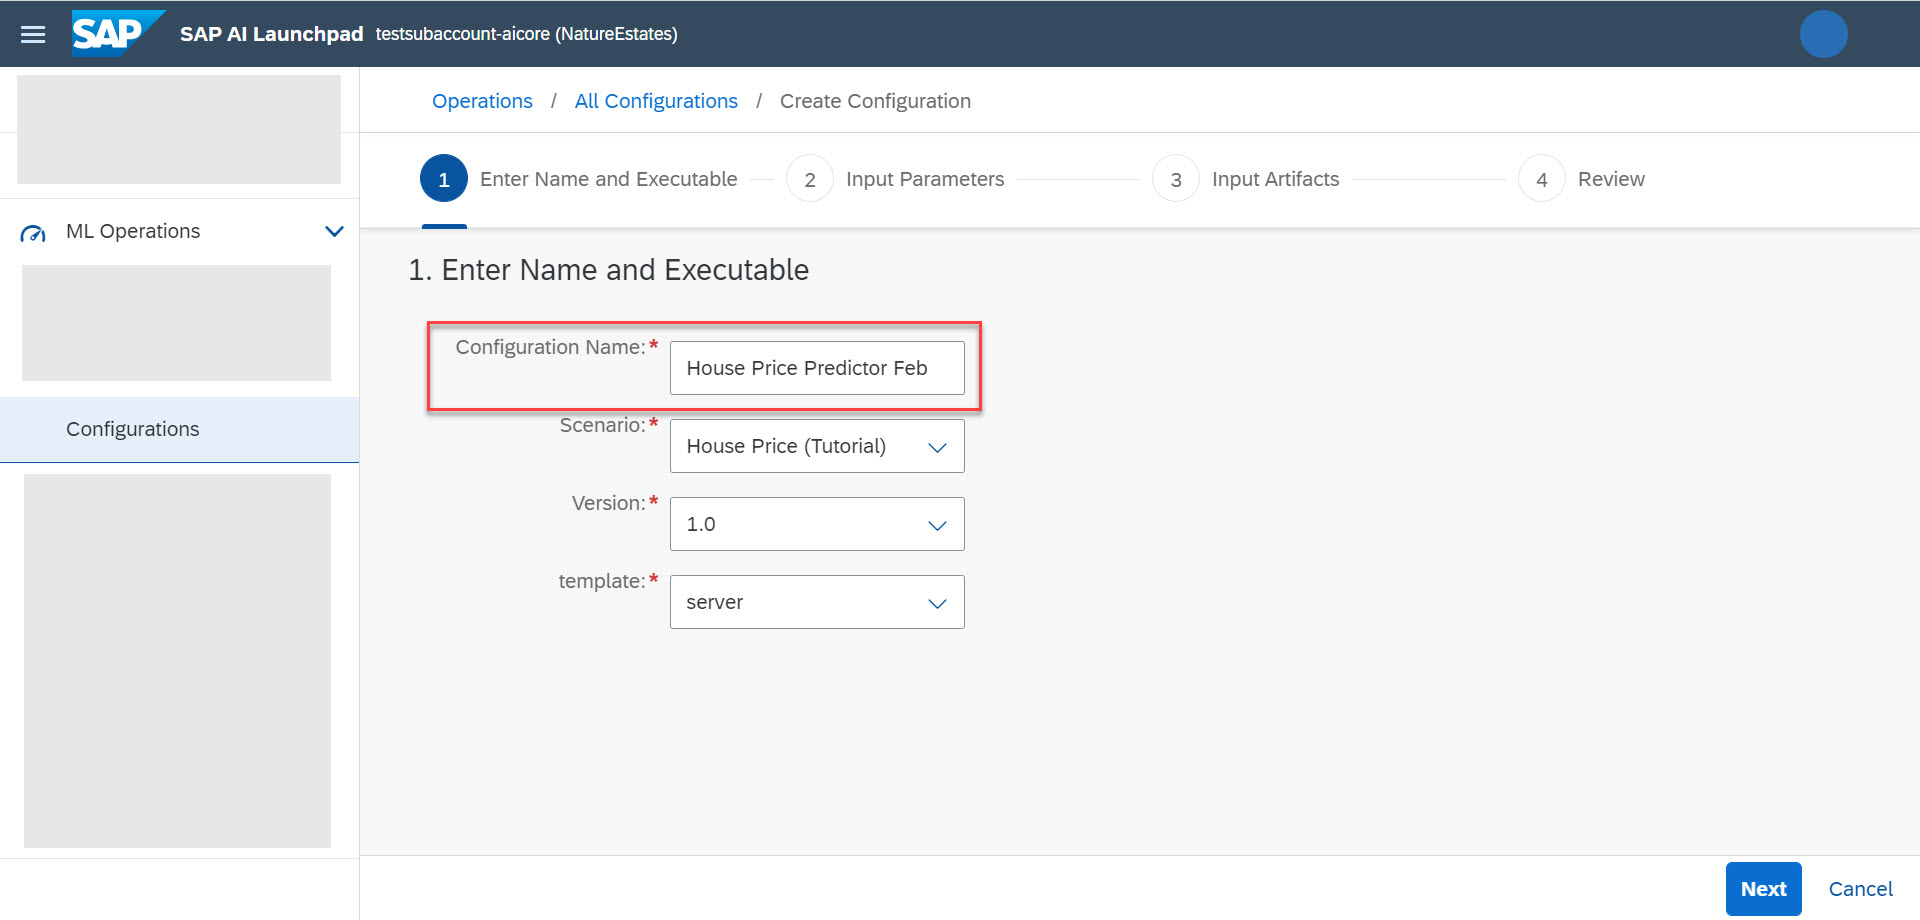 SAP SAP AI Launchpad testsubaccount-aicore (NatureEstates)
Operations / All Configurations / Create Configuration
1 Enter Name and Executable 2 Input Parameters 3 Input Artifacts 4 Review
ML Operations
Configurations
1. Enter Name and Executable
Configuration Name:* House Price Predictor Feb
Scenario:* House Price (Tutorial)
Version:* 1.0
template:* server
Next Cancel